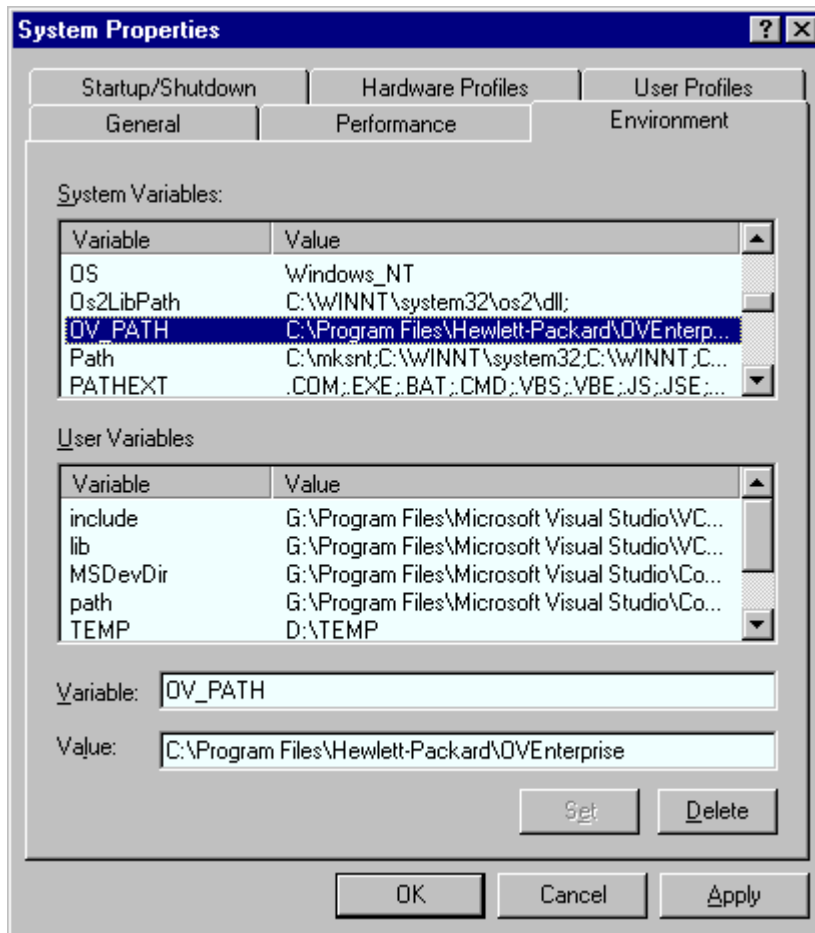 System Properties
Startup/Shutdown Hardware Profiles User Profiles
General Performance Environment
System Variables:
Variable Value
OS Windows_NT
Os2LibPath C:\WINNT\system32\os2\dll;
OV_PATH C:\Program Files\Hewlett-Packard\OVEnterp...
Path C:\mksnt;C:\WINNT\system32;C:\WINNT;C...
PATHEXT .COM;.EXE;.BAT;.CMD;.VBS;.VBE;.JS;.JSE;...
User Variables
Variable Value
include G:\Program Files\Microsoft Visual Studio\VC...
lib G:\Program Files\Microsoft Visual Studio\VC...
MSDevDir G:\Program Files\Microsoft Visual Studio\Co...
path G:\Program Files\Microsoft Visual Studio\Co...
TEMP D:\TEMP
Variable: OV_PATH
Value: C:\Program Files\Hewlett-Packard\OVEnterprise
Set Delete
OK Cancel Apply